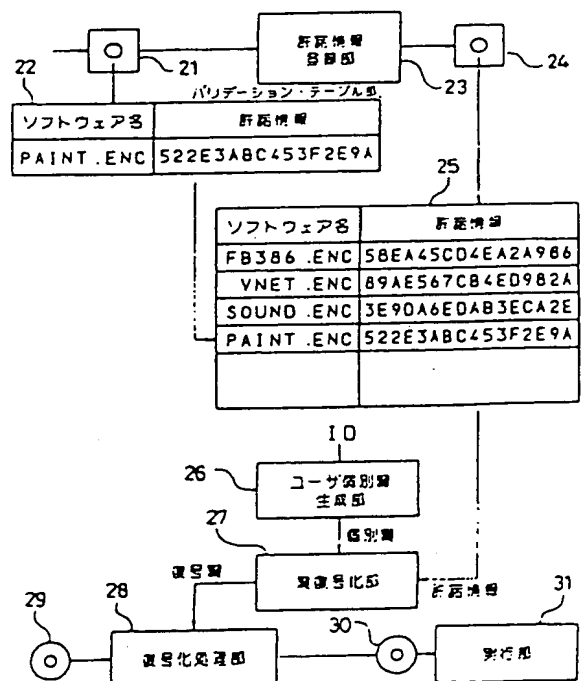 21
許諾情報
登録部
23
24
22
バリデーション・テーブル部
ソフトウェア名 許諾情報
PAINT.ENC 522E3ABC453F2E9A
25
ソフトウェア名 許諾情報
FB386.ENC 58EA45CD4EA2A986
VNET.ENC 89AE567C84ED982A
SOUND.ENC 3E9DA6EDAB3ECA2E
PAINT.ENC 522E3ABC453F2E9A
ID
26
ユーザ個別鍵
生成部
27
個別鍵
鍵復号化部
復号鍵
許諾情報
29
28
復号化処理部
30
31
実行部